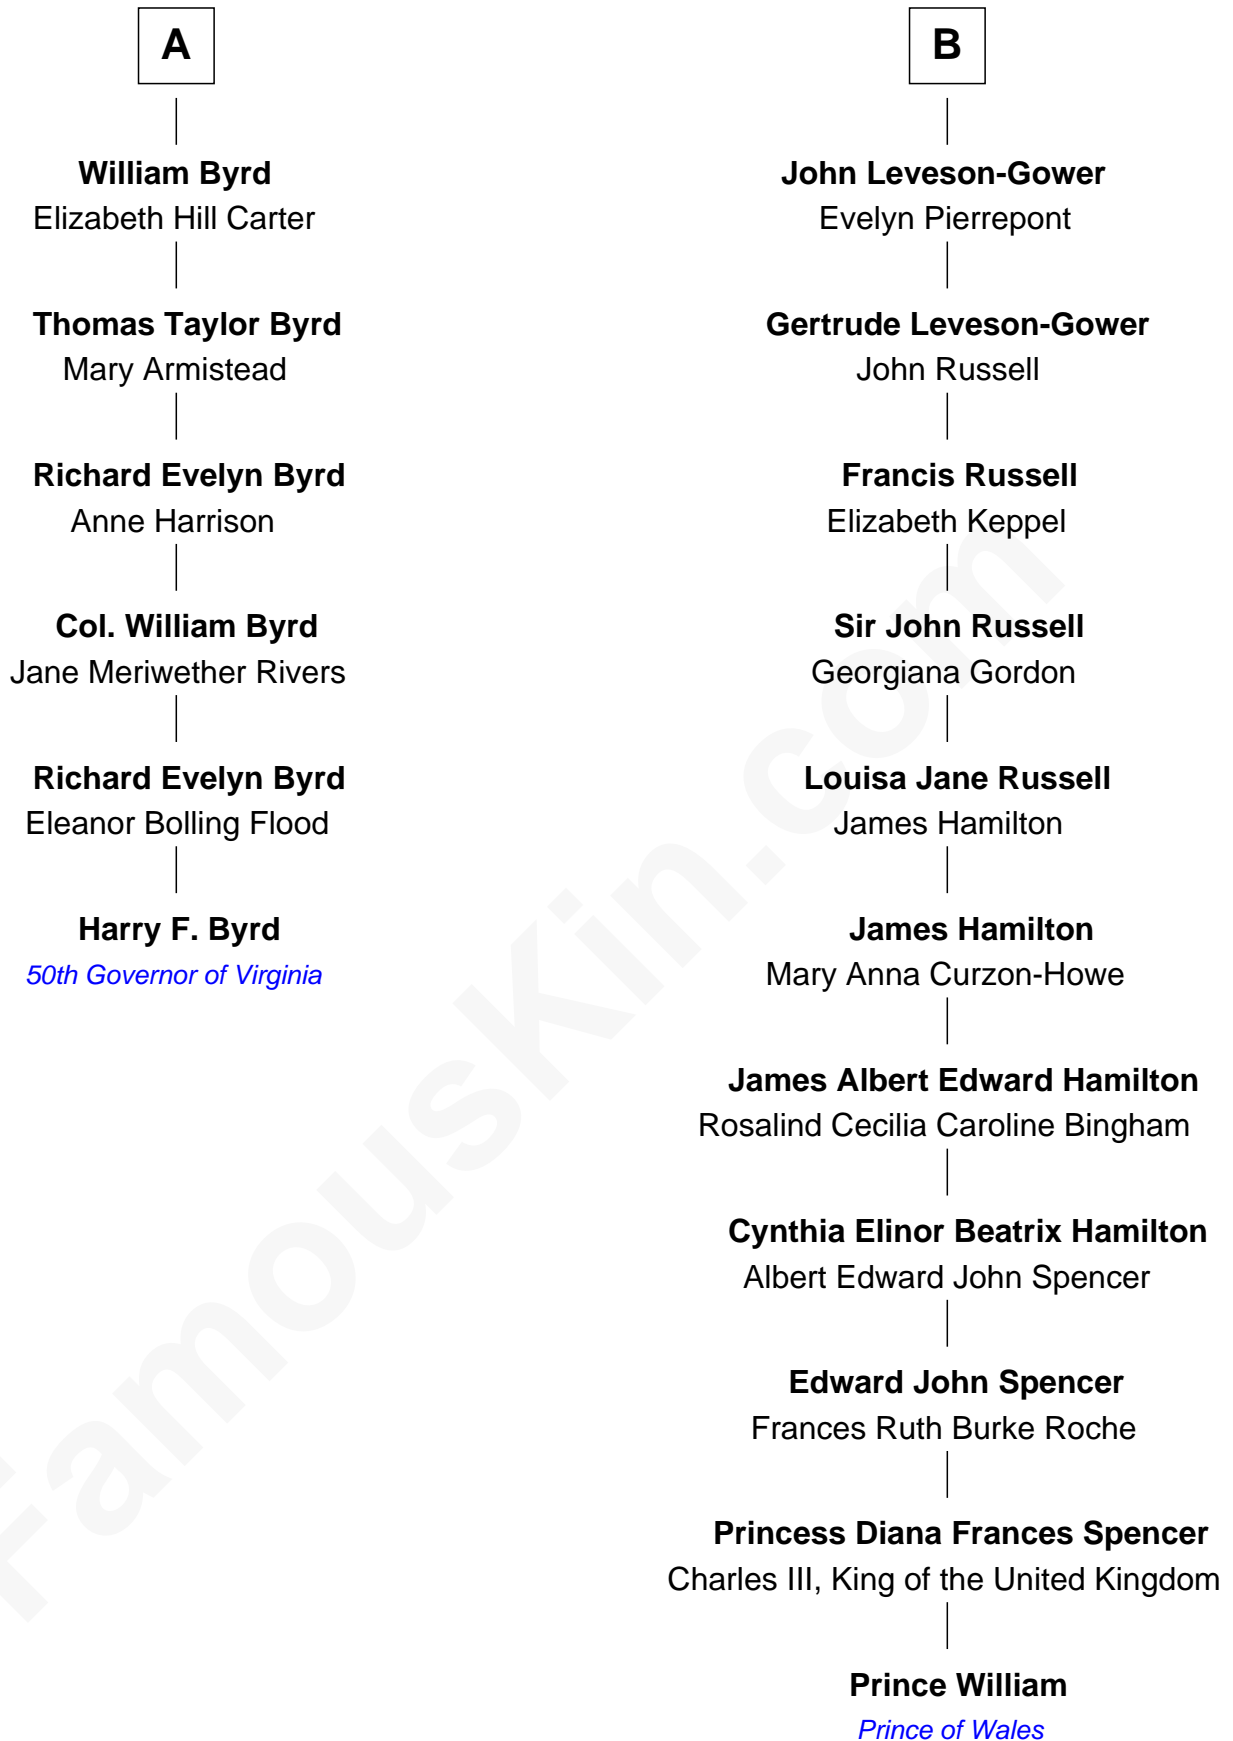 A
William Byrd
Elizabeth Hill Carter
Thomas Taylor Byrd
Mary Armistead
Richard Evelyn Byrd
Anne Harrison
Col. William Byrd
Jane Meriwether Rivers
Richard Evelyn Byrd
Eleanor Bolling Flood
Harry F. Byrd
50th Governor of Virginia
B
John Leveson-Gower
Evelyn Pierrepont
Gertrude Leveson-Gower
John Russell
Francis Russell
Elizabeth Keppel
Sir John Russell
Georgiana Gordon
Louisa Jane Russell
James Hamilton
James Hamilton
Mary Anna Curzon-Howe
James Albert Edward Hamilton
Rosalind Cecilia Caroline Bingham
Cynthia Elinor Beatrix Hamilton
Albert Edward John Spencer
Edward John Spencer
Frances Ruth Burke Roche
Princess Diana Frances Spencer
Charles III, King of the United Kingdom
Prince William
Prince of Wales
FamousKin.com